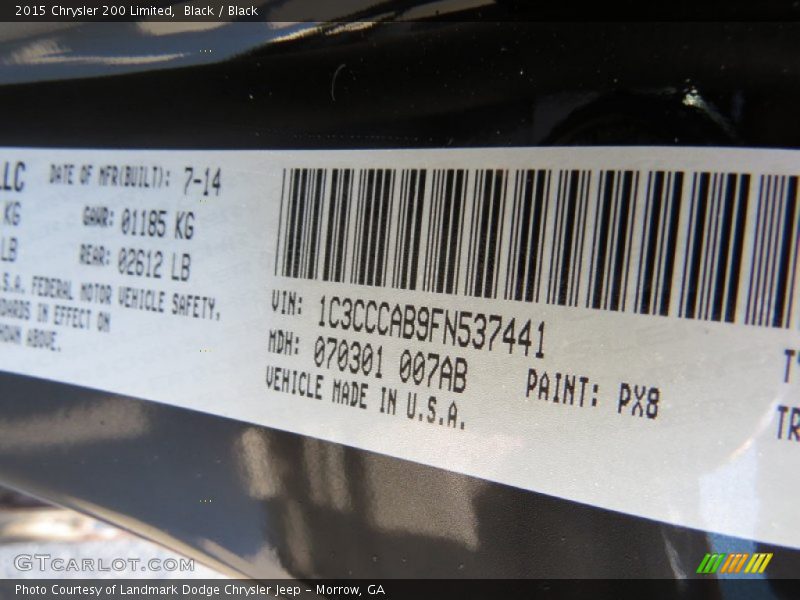 2015 Chrysler 200 Limited, Black / Black
LLC DATE OF MFR(BUILT): 7-14
KG GAWR: 01185 KG
LB REAR: 02612 LB
.S.A. FEDERAL MOTOR VEHICLE SAFETY,
DARDS IN EFFECT ON
HOWN ABOVE.
VIN: 1C3CCCAB9FN537441
MDH: 070301 007AB
PAINT: PX8
VEHICLE MADE IN U.S.A.
TR
GTCARLOT.COM
Photo Courtesy of Landmark Dodge Chrysler Jeep - Morrow, GA